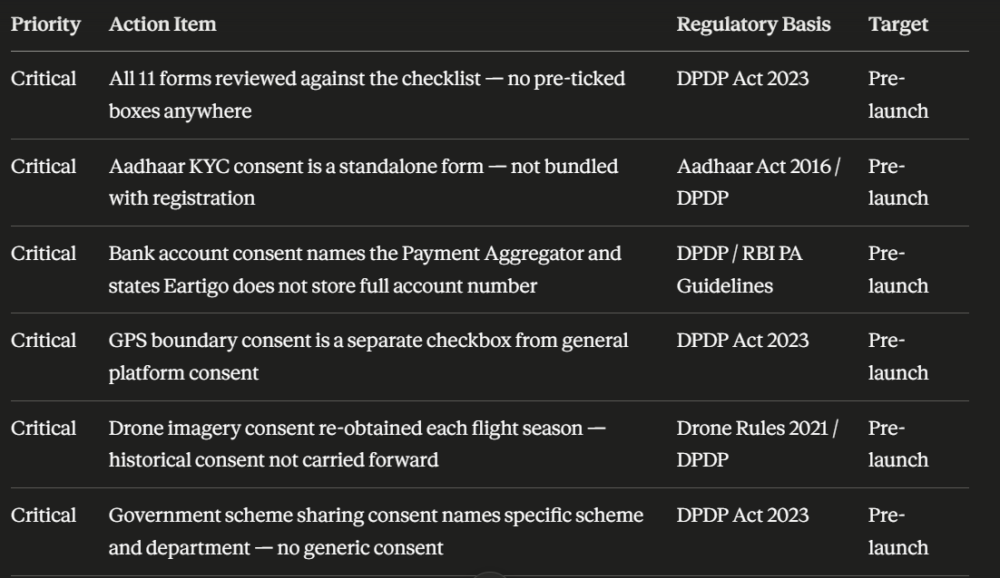 Priority Action Item Regulatory Basis Target
Critical All 11 forms reviewed against the checklist — no pre-ticked DPDP Act 2023 Pre-
boxes anywhere launch
Critical Aadhaar KYC consent is a standalone form — not bundled Aadhaar Act 2016 / Pre-
with registration DPDP launch
Critical Bank account consent names the Payment Aggregator and DPDP / RBI PA Pre-
states Eartigo does not store full account number Guidelines launch
Critical GPS boundary consent is a separate checkbox from general DPDP Act 2023 Pre-
platform consent launch
Critical Drone imagery consent re-obtained each flight season — Drone Rules 2021 / Pre-
historical consent not carried forward DPDP launch
Critical Government scheme sharing consent names specific scheme DPDP Act 2023 Pre-
and department — no generic consent launch